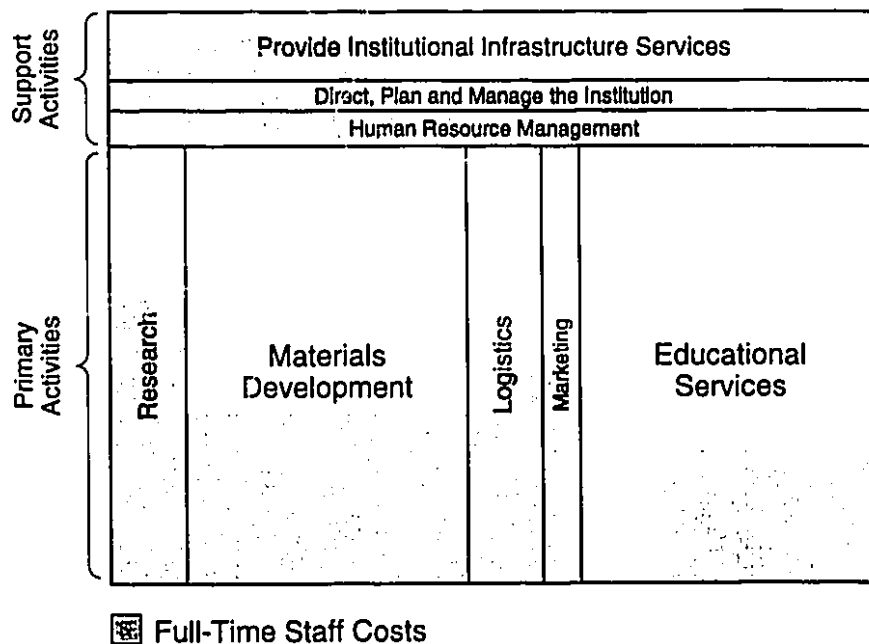 Support
Activities
Provide Institutional Infrastructure Services
Direct, Plan and Manage the Institution
Human Resource Management
Primary
Activities
Research
Materials
Development
Logistics
Marketing
Educational
Services
Full-Time Staff Costs